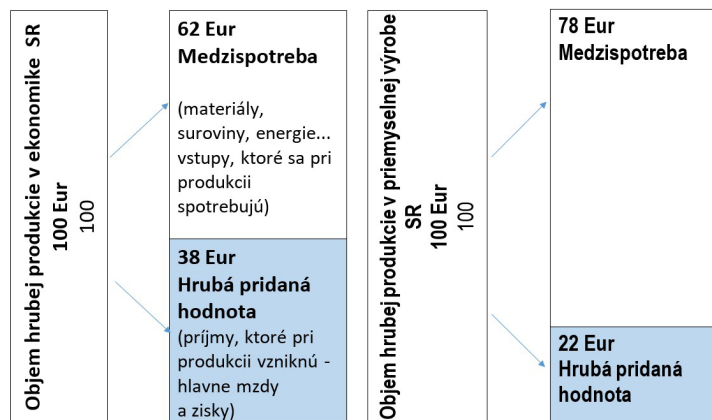 Objem hrubej produkcie v ekonomike SR
100 Eur
100
62 Eur
Medzispotreba
(materiály,
suroviny, energie...
vstupy, ktoré sa pri
produkcii
spotrebujú)
38 Eur
Hrubá pridaná
hodnota
(príjmy, ktoré pri
produkcii vzniknú -
hlavne mzdy
a zisky)
Objem hrubej produkcie v priemyselnej výrobe
SR
100 Eur
100
78 Eur
Medzispotreba
22 Eur
Hrubá pridaná
hodnota